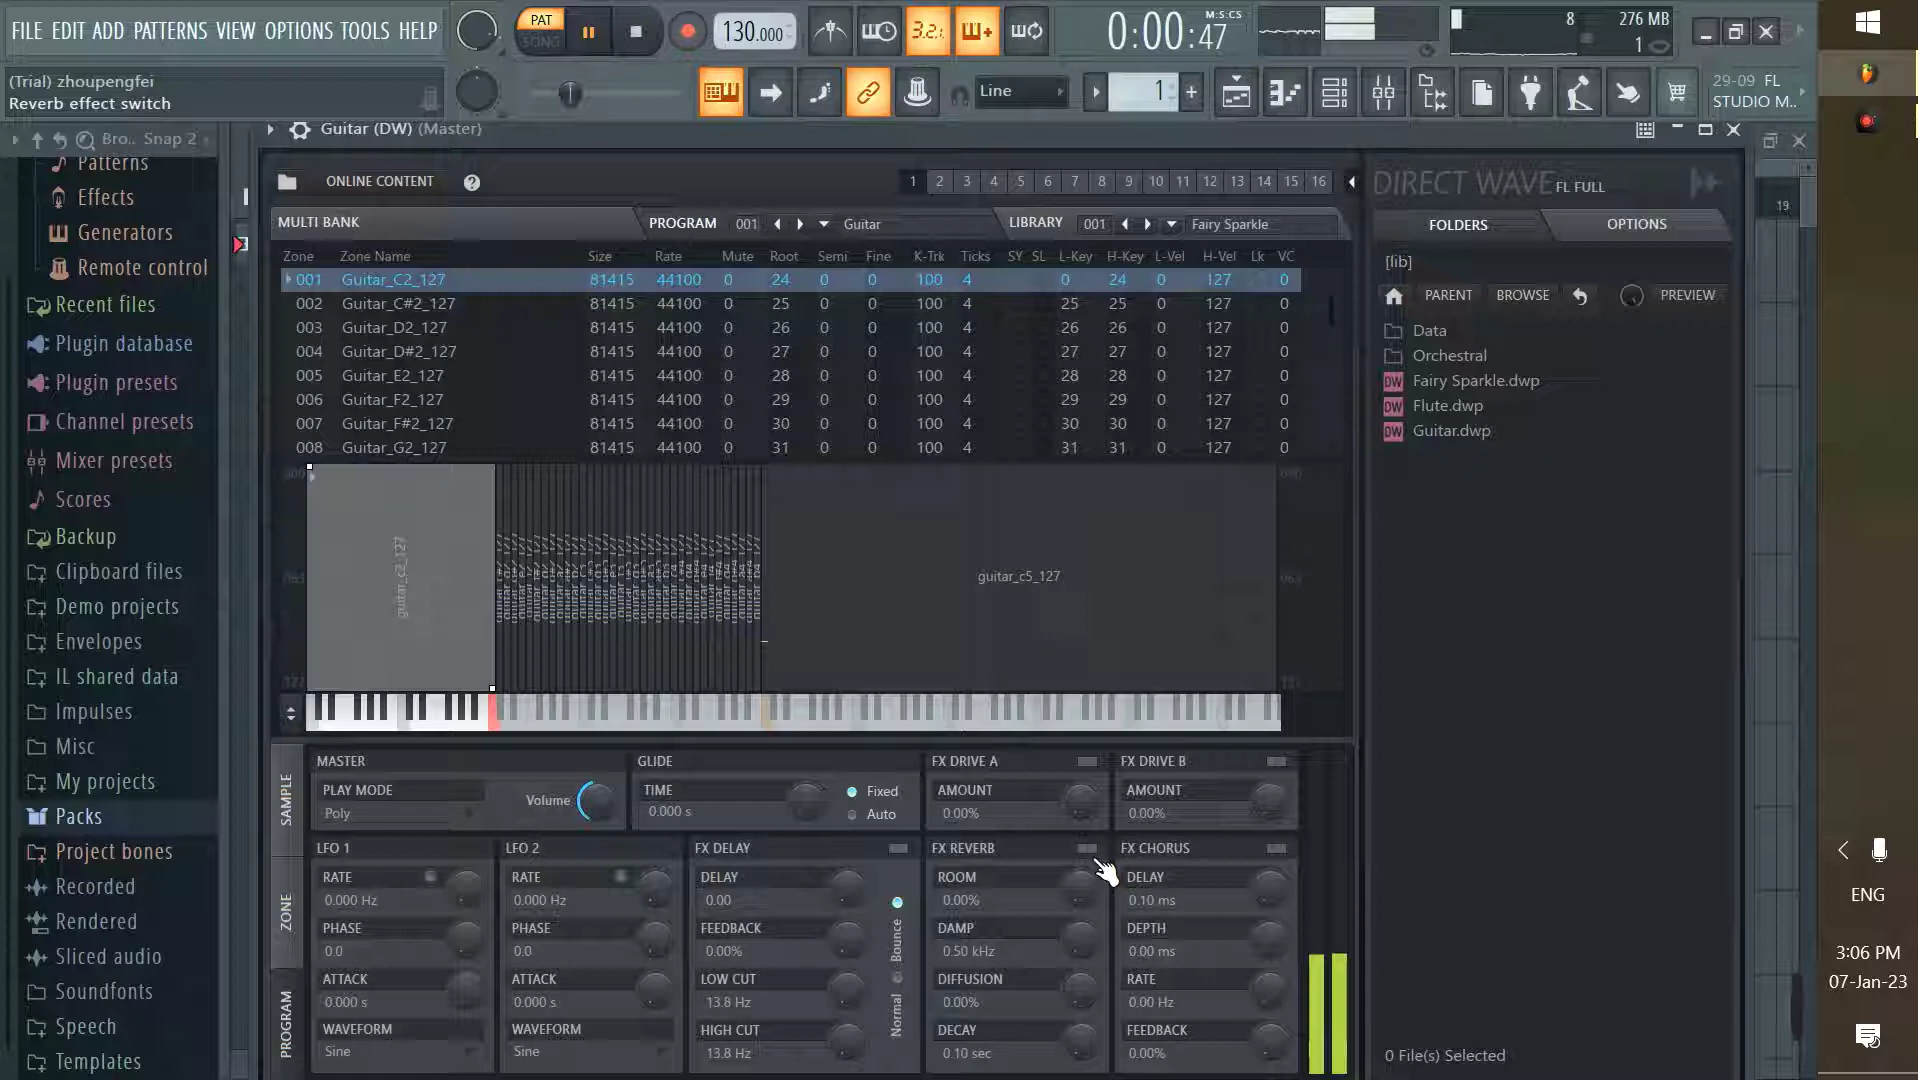 FILE EDIT ADD PATTERNS VIEW OPTIONS TOOLS HELP
PAT
SONG
130.000
3.2.
0:00:47
M:S:CS
8
276 MB
1
(Trial) zhoupengfei
Reverb effect switch
Line
1
29-09 FL
STUDIO M..
Bro.. Snap 2
Guitar (DW) (Master)
Patterns
Effects
Generators
Remote control
Recent files
Plugin database
Plugin presets
Channel presets
Mixer presets
Scores
Backup
Clipboard files
Demo projects
Envelopes
IL shared data
Impulses
Misc
My projects
Packs
Project bones
Recorded
Rendered
Sliced audio
Soundfonts
Speech
Templates
ONLINE CONTENT
1 2 3 4 5 6 7 8 9 10 11 12 13 14 15 16
DIRECT WAVE FL FULL
MULTI BANK
PROGRAM 001 Guitar
LIBRARY 001 Fairy Sparkle
FOLDERS OPTIONS
Zone Zone Name Size Rate Mute Root Semi Fine K-Trk Ticks SY SL L-Key H-Key L-Vel H-Vel Lk VC
001 Guitar_C2_127 81415 44100 0 24 0 0 100 4 0 24 0 127 0
002 Guitar_C#2_127 81415 44100 0 25 0 0 100 4 25 25 0 127 0
003 Guitar_D2_127 81415 44100 0 26 0 0 100 4 26 26 0 127 0
004 Guitar_D#2_127 81415 44100 0 27 0 0 100 4 27 27 0 127 0
005 Guitar_E2_127 81415 44100 0 28 0 0 100 4 28 28 0 127 0
006 Guitar_F2_127 81415 44100 0 29 0 0 100 4 29 29 0 127 0
007 Guitar_F#2_127 81415 44100 0 30 0 0 100 4 30 30 0 127 0
008 Guitar_G2_127 81415 44100 0 31 0 0 100 4 31 31 0 127 0
[lib]
PARENT BROWSE PREVIEW
Data
Orchestral
DW Fairy Sparkle.dwp
DW Flute.dwp
DW Guitar.dwp
0 File(s) Selected
19
guitar_c2_127
guitar_c5_127
SAMPLE
ZONE
PROGRAM
MASTER
PLAY MODE
Poly
Volume
GLIDE
TIME
0.000 s
Fixed
Auto
FX DRIVE A
AMOUNT
0.00%
FX DRIVE B
AMOUNT
0.00%
LFO 1
RATE
0.000 Hz
PHASE
0.0
ATTACK
0.000 s
WAVEFORM
Sine
LFO 2
RATE
0.000 Hz
PHASE
0.0
ATTACK
0.000 s
WAVEFORM
Sine
FX DELAY
DELAY
0.00
FEEDBACK
0.00%
LOW CUT
13.8 Hz
HIGH CUT
13.8 Hz
Normal
Bounce
FX REVERB
ROOM
0.00%
DAMP
0.50 kHz
DIFFUSION
0.00%
DECAY
0.10 sec
FX CHORUS
DELAY
0.10 ms
DEPTH
0.00 ms
RATE
0.00 Hz
FEEDBACK
0.00%
ENG
3:06 PM
07-Jan-23